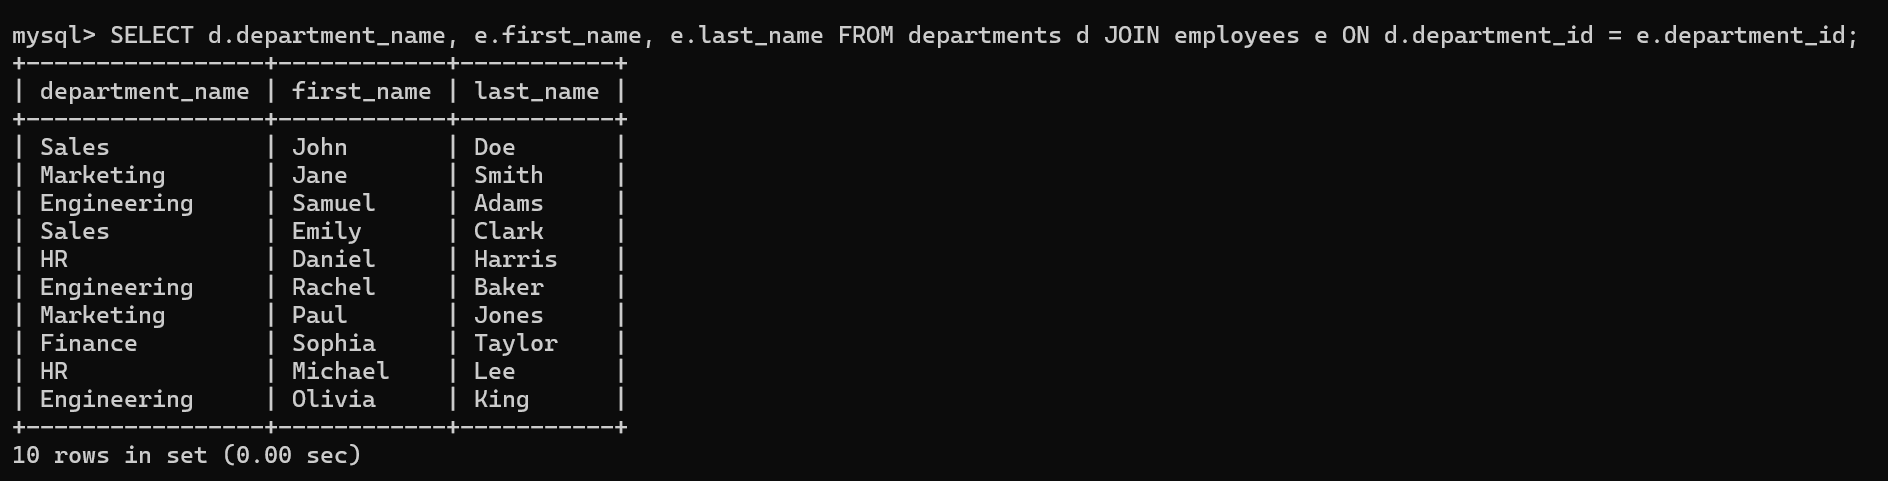 mysql> SELECT d.department_name, e.first_name, e.last_name FROM departments d JOIN employees e ON d.department_id = e.department_id;
+-----------------+------------+-----------+
| department_name | first_name | last_name |
+-----------------+------------+-----------+
| Sales           | John       | Doe       |
| Marketing       | Jane       | Smith     |
| Engineering     | Samuel     | Adams     |
| Sales           | Emily      | Clark     |
| HR              | Daniel     | Harris    |
| Engineering     | Rachel     | Baker     |
| Marketing       | Paul       | Jones     |
| Finance         | Sophia     | Taylor    |
| HR              | Michael    | Lee       |
| Engineering     | Olivia     | King      |
+-----------------+------------+-----------+
10 rows in set (0.00 sec)